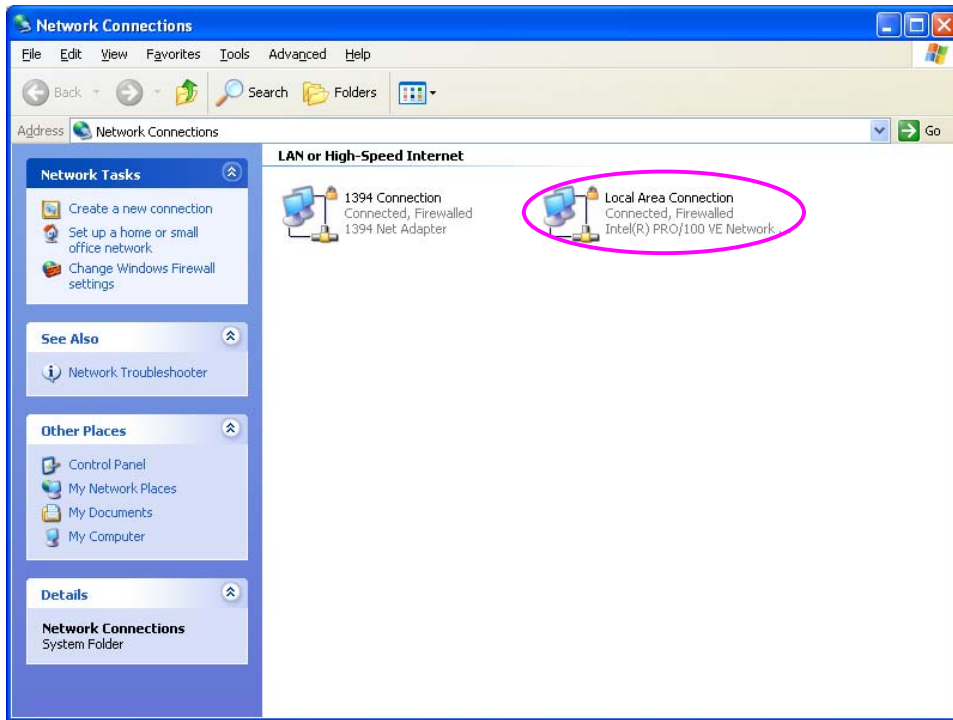 Network Connections
File Edit View Favorites Tools Advanced Help
Back Search Folders
Address Network Connections Go
Network Tasks
Create a new connection
Set up a home or small
office network
Change Windows Firewall
settings
See Also
Network Troubleshooter
Other Places
Control Panel
My Network Places
My Documents
My Computer
Details
Network Connections
System Folder
LAN or High-Speed Internet
1394 Connection
Connected, Firewalled
1394 Net Adapter
Local Area Connection
Connected, Firewalled
Intel(R) PRO/100 VE Network ...